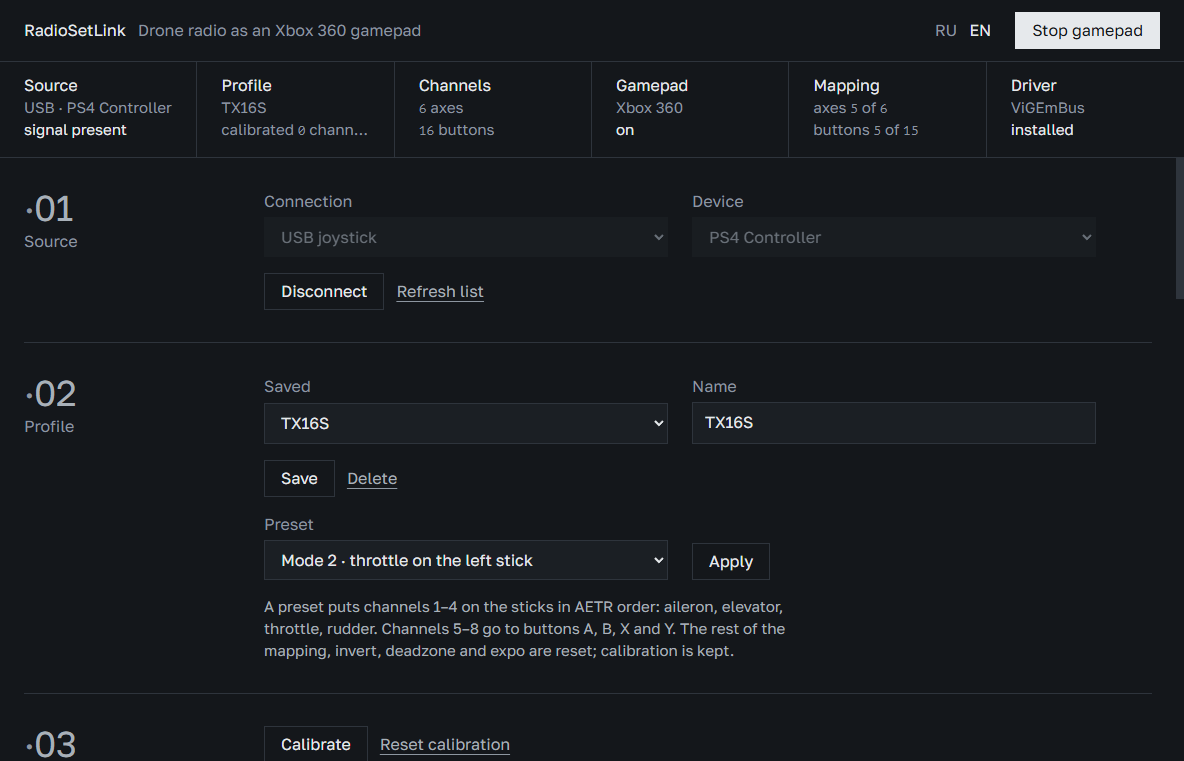 RadioSetLink Drone radio as an Xbox 360 gamepad RU EN Stop gamepad
Source
USB · PS4 Controller
signal present
Profile
TX16S
calibrated 0 chann...
Channels
6 axes
16 buttons
Gamepad
Xbox 360
on
Mapping
axes 5 of 6
buttons 5 of 15
Driver
ViGEmBus
installed
·01
Source
Connection
USB joystick
Device
PS4 Controller
Disconnect Refresh list
·02
Profile
Saved
TX16S
Name
TX16S
Save Delete
Preset
Mode 2 · throttle on the left stick Apply
A preset puts channels 1–4 on the sticks in AETR order: aileron, elevator,
throttle, rudder. Channels 5–8 go to buttons A, B, X and Y. The rest of the
mapping, invert, deadzone and expo are reset; calibration is kept.
·03
Calibrate Reset calibration